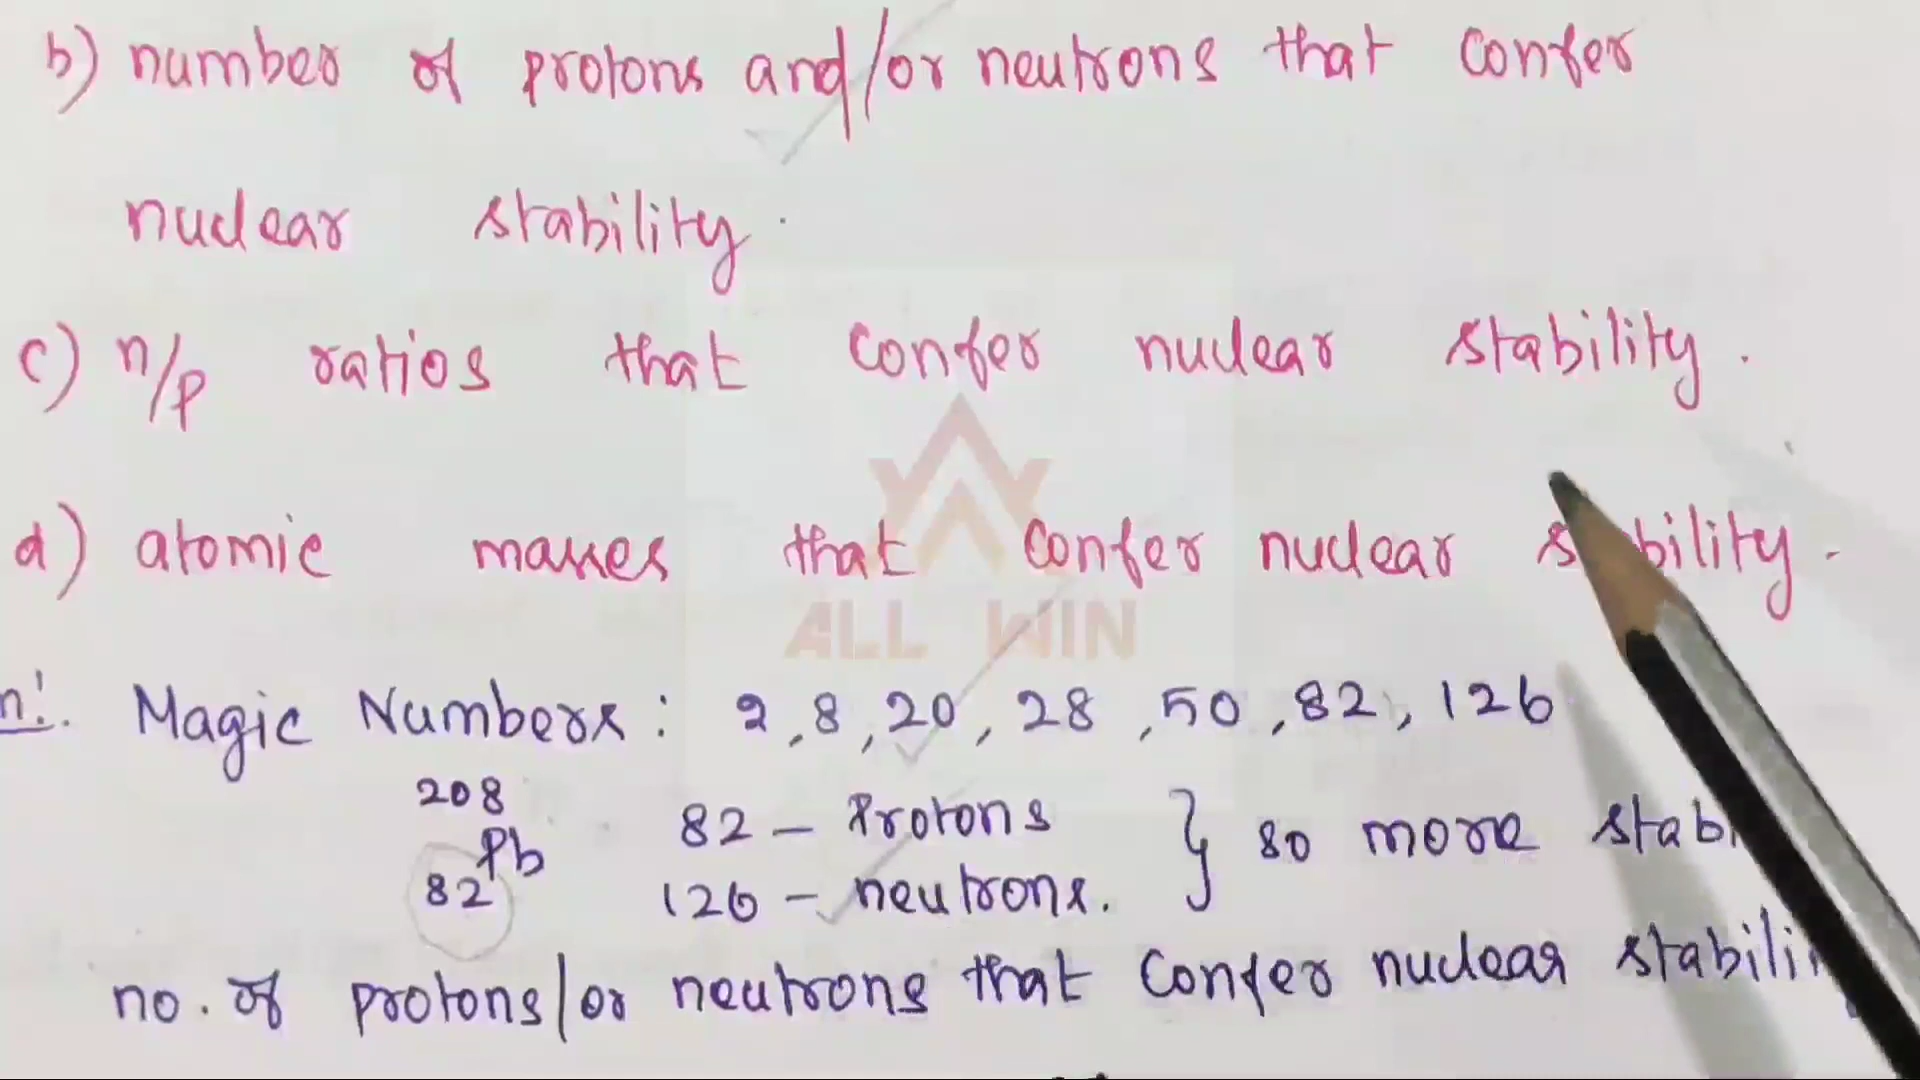 b) number of protons and/or neutrons that confer
nuclear stability.
c) n/p ratios that confer nuclear stability.
d) atomic masses that confer nuclear stability.
ALL WIN
n:. Magic Numbers : 2, 8, 20, 28, 50, 82, 126
208
Pb
82
82 – Protons
126 – neutrons.
} so more stabl
no. of protons/or neutrons that confer nuclear stabili